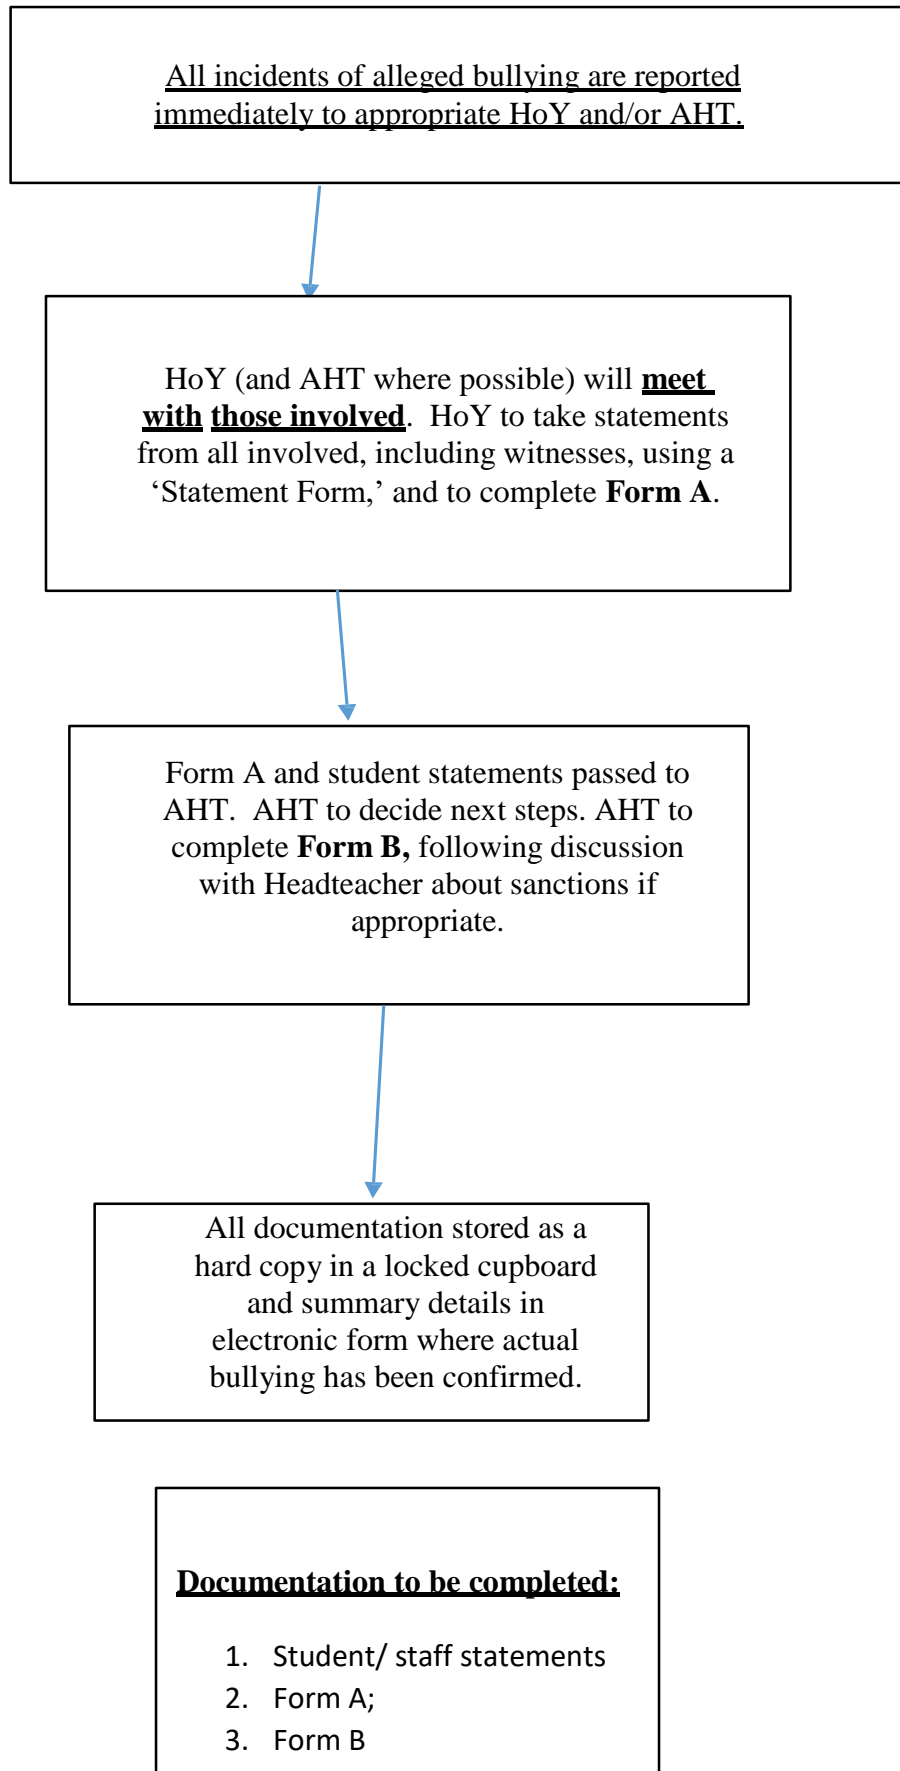 All incidents of alleged bullying are reported
immediately to appropriate HoY and/or AHT.
HoY (and AHT where possible) will meet
with those involved.  HoY to take statements
from all involved, including witnesses, using a
‘Statement Form,’ and to complete Form A.
Form A and student statements passed to
AHT.  AHT to decide next steps. AHT to
complete Form B, following discussion
with Headteacher about sanctions if
appropriate.
All documentation stored as a
hard copy in a locked cupboard
and summary details in
electronic form where actual
bullying has been confirmed.
Documentation to be completed:
1. Student/ staff statements
2. Form A;
3. Form B